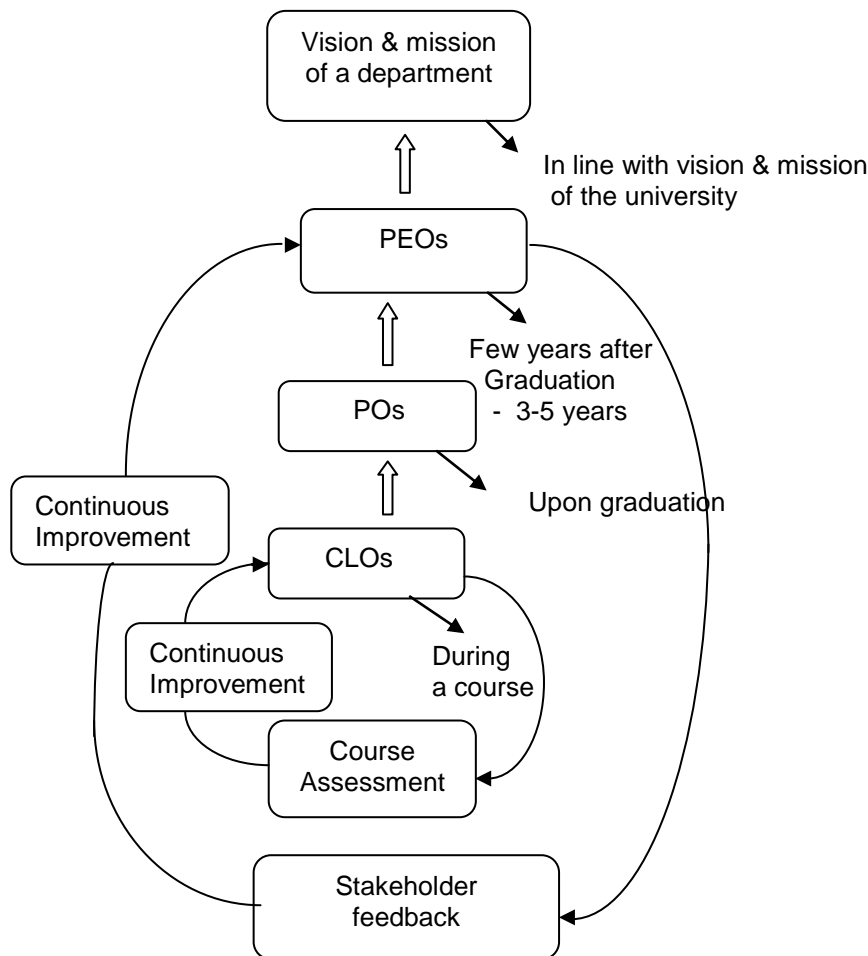 Vision & mission
of a department
In line with vision & mission
of the university
PEOs
Few years after
Graduation
- 3-5 years
POs
Upon graduation
Continuous
Improvement
CLOs
During
a course
Continuous
Improvement
Course
Assessment
Stakeholder
feedback